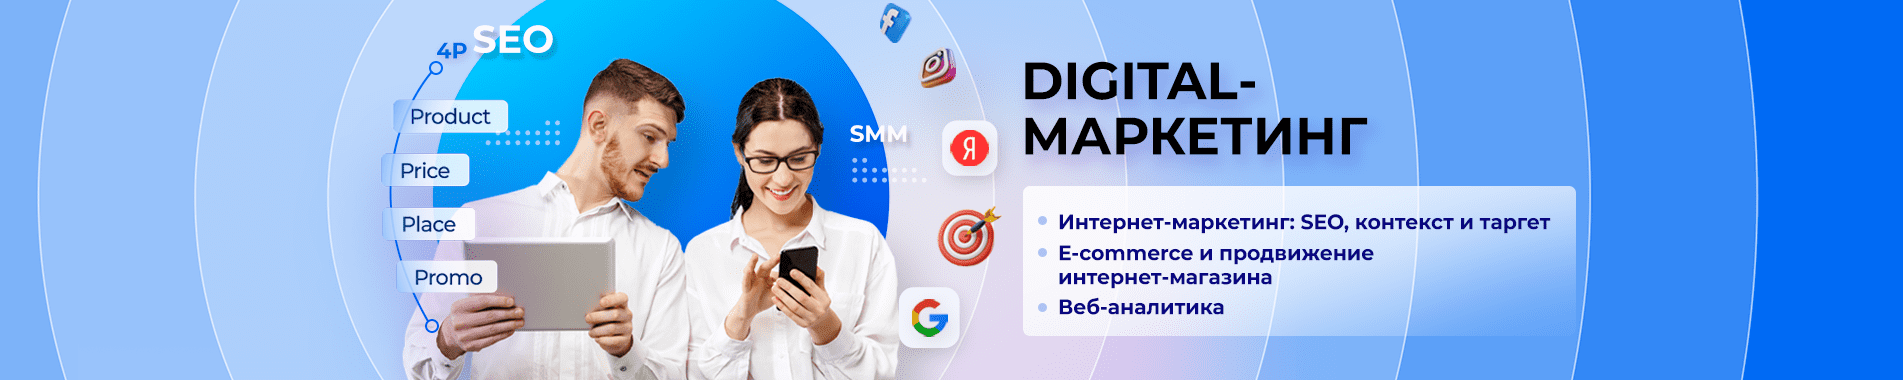 4P SEO
Product
Price
Place
Promo
SMM
Я
DIGITAL-
МАРКЕТИНГ
Интернет-маркетинг: SEO, контекст и таргет
E-commerce и продвижение
интернет-магазина
Веб-аналитика